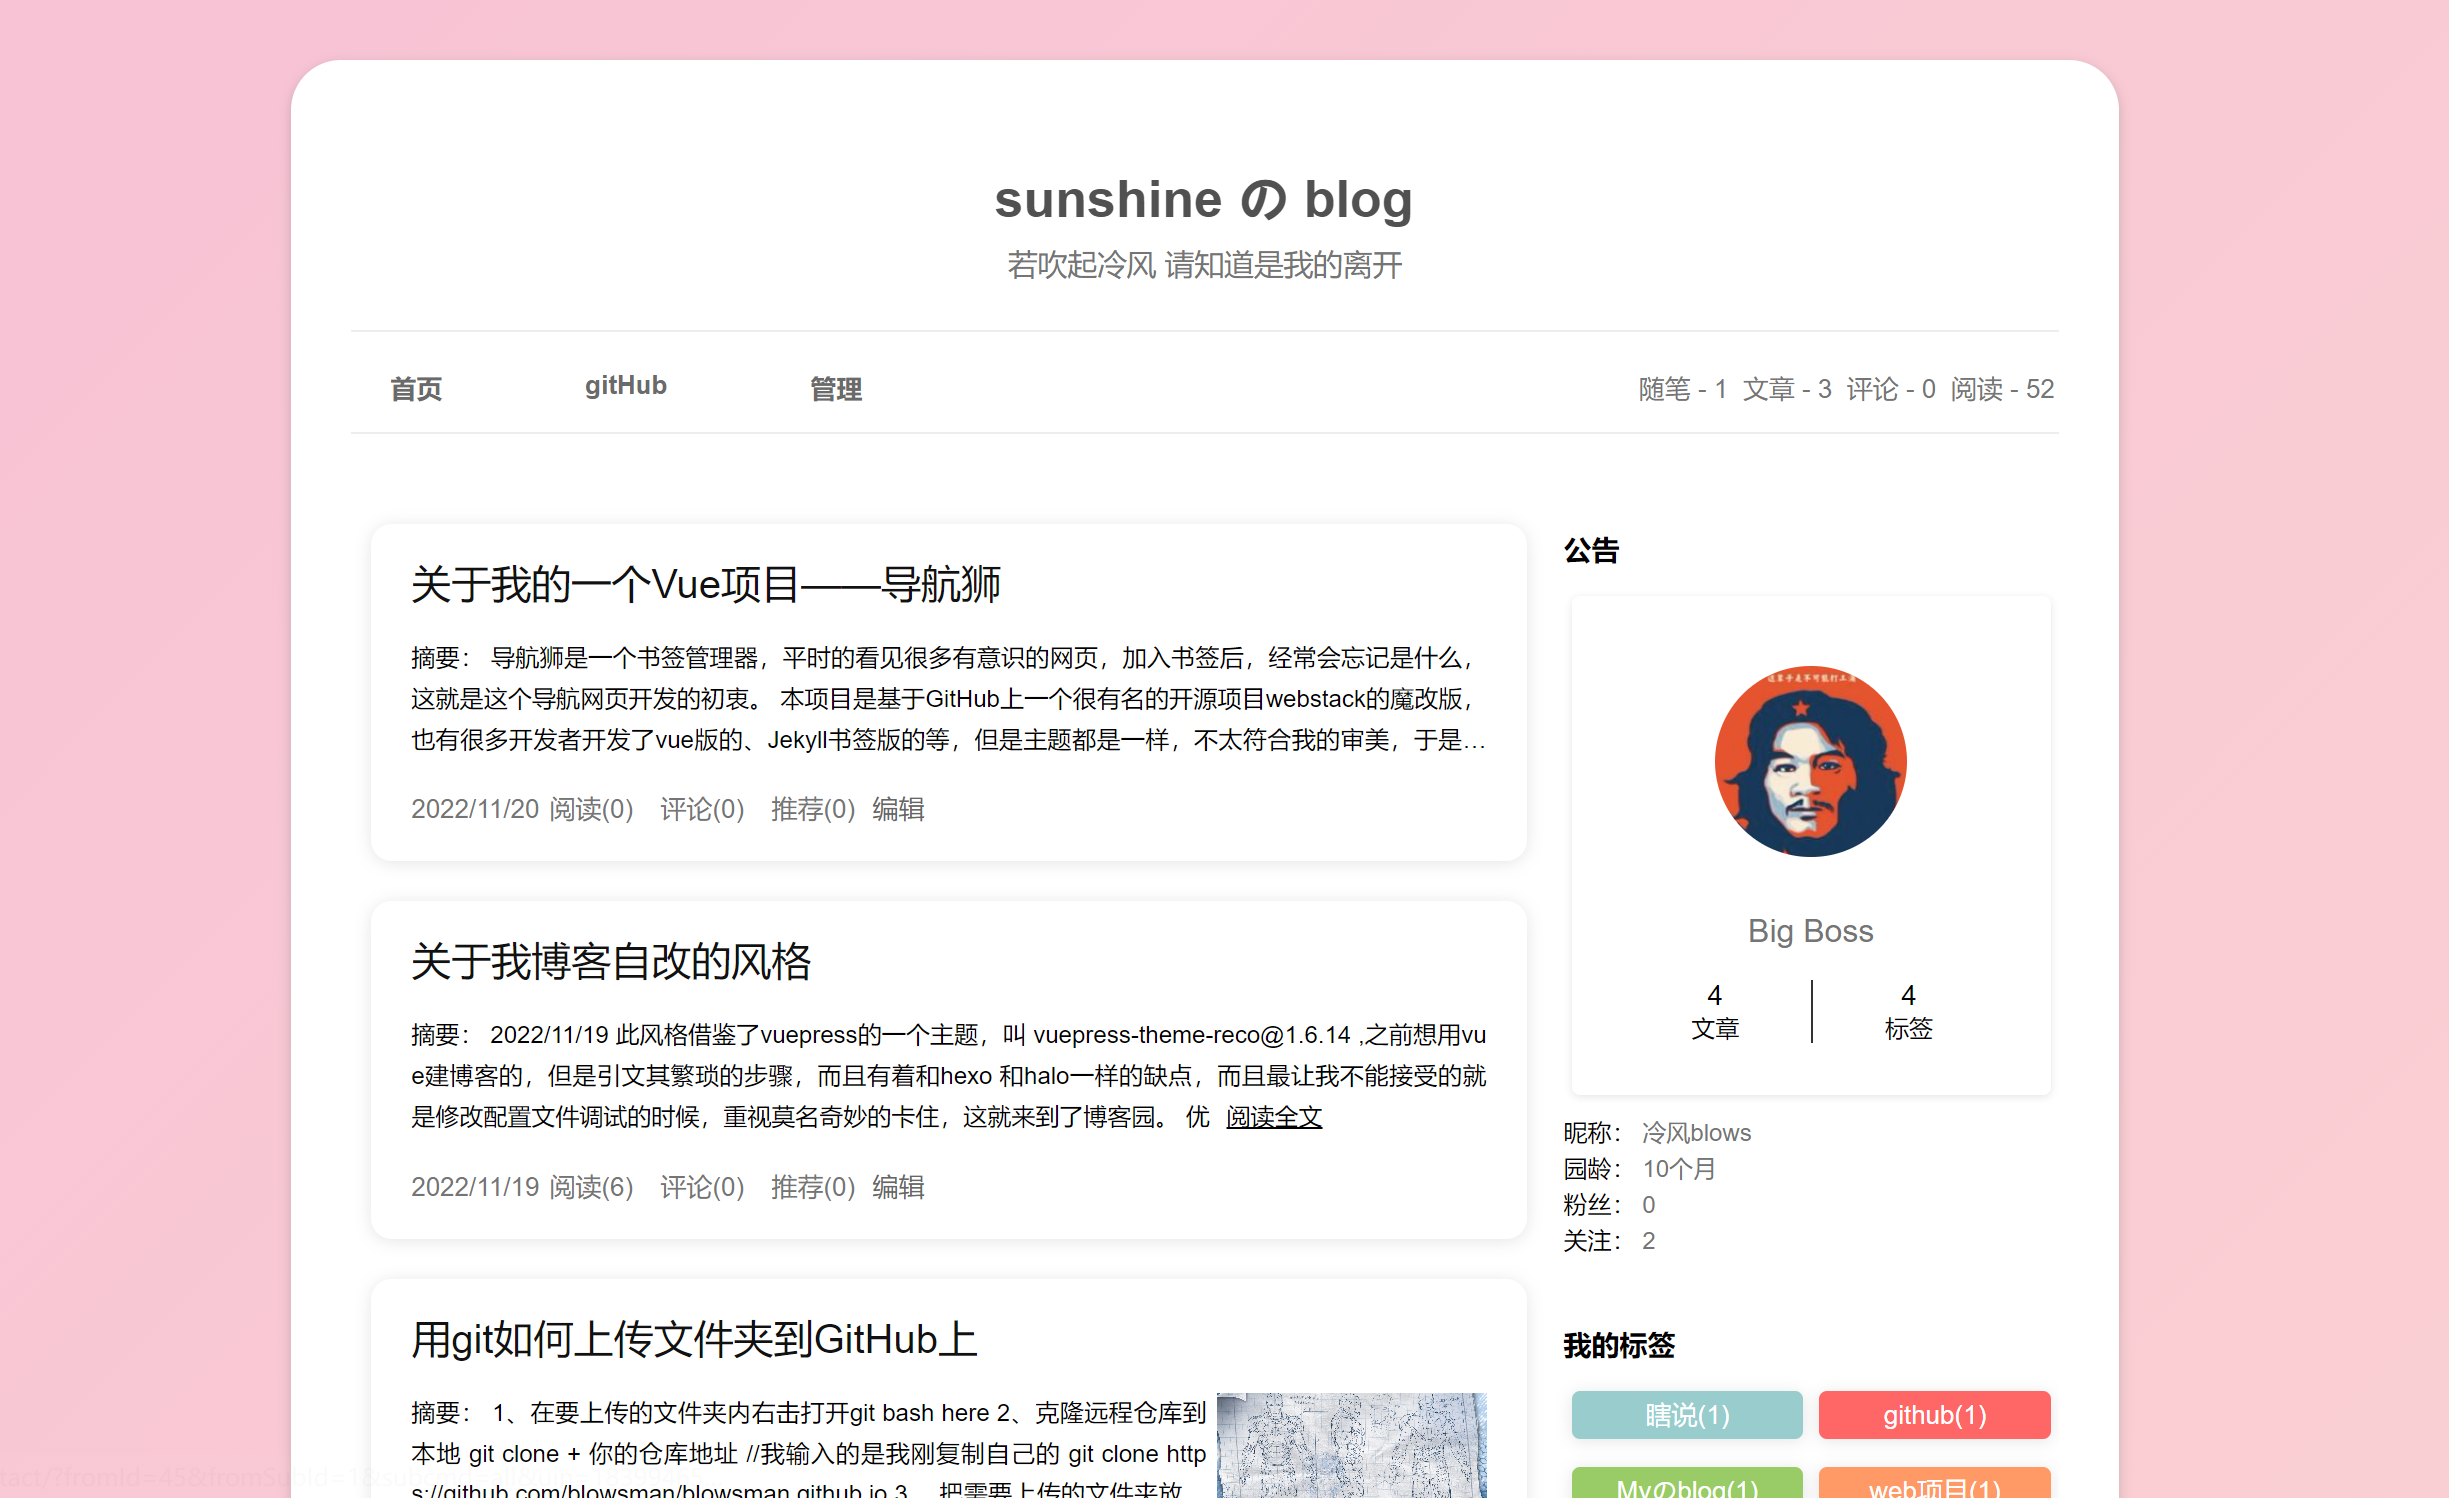 sunshine の blog
若吹起冷风 请知道是我的离开
首页 gitHub 管理 随笔 - 1 文章 - 3 评论 - 0 阅读 - 52
关于我的一个Vue项目——导航狮
摘要： 导航狮是一个书签管理器，平时的看见很多有意识的网页，加入书签后，经常会忘记是什么，
这就是这个导航网页开发的初衷。 本项目是基于GitHub上一个很有名的开源项目webstack的魔改版，
也有很多开发者开发了vue版的、Jekyll书签版的等，但是主题都是一样，不太符合我的审美，于是…
2022/11/20 阅读(0) 评论(0) 推荐(0) 编辑
关于我博客自改的风格
摘要： 2022/11/19 此风格借鉴了vuepress的一个主题，叫 vuepress-theme-reco@1.6.14 ,之前想用vu
e建博客的，但是引文其繁琐的步骤，而且有着和hexo 和halo一样的缺点，而且最让我不能接受的就
是修改配置文件调试的时候，重视莫名奇妙的卡住，这就来到了博客园。 优 阅读全文
2022/11/19 阅读(6) 评论(0) 推荐(0) 编辑
用git如何上传文件夹到GitHub上
摘要： 1、在要上传的文件夹内右击打开git bash here 2、克隆远程仓库到
本地 git clone + 你的仓库地址 //我输入的是我刚复制自己的 git clone http
s://github.com/blowsman/blowsman.github.io 3、 把需要上传的文件夹放
公告
Big Boss
4 4
文章 标签
昵称： 冷风blows
园龄： 10个月
粉丝： 0
关注： 2
我的标签
瞎说(1) github(1)
Myのblog(1) web项目(1)